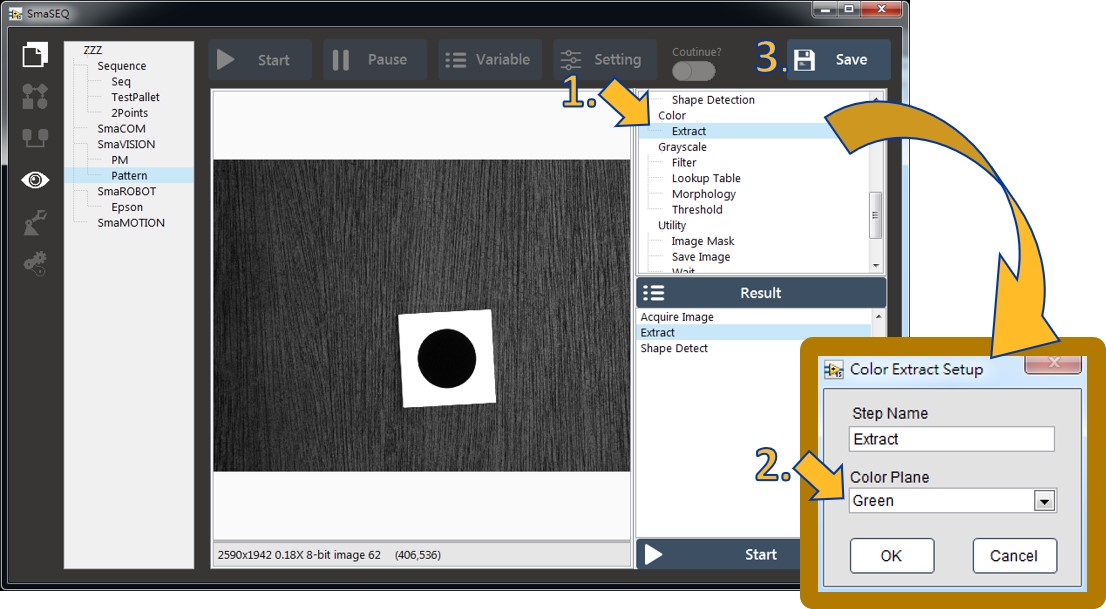 SmaSEQ
ZZZ
Sequence
Seq
TestPallet
2Points
SmaCOM
SmaVISION
PM
Pattern
SmaROBOT
Epson
SmaMOTION
Start
Pause
Variable
Setting
Continue?
3.
Save
1.
Shape Detection
Color
Extract
Grayscale
Filter
Lookup Table
Morphology
Threshold
Utility
Image Mask
Save Image
Wait
Result
Acquire Image
Extract
Shape Detect
2590x1942 0.18X 8-bit image 62 (406,536)
Start
Color Extract Setup
Step Name
Extract
2.
Color Plane
Green
OK
Cancel